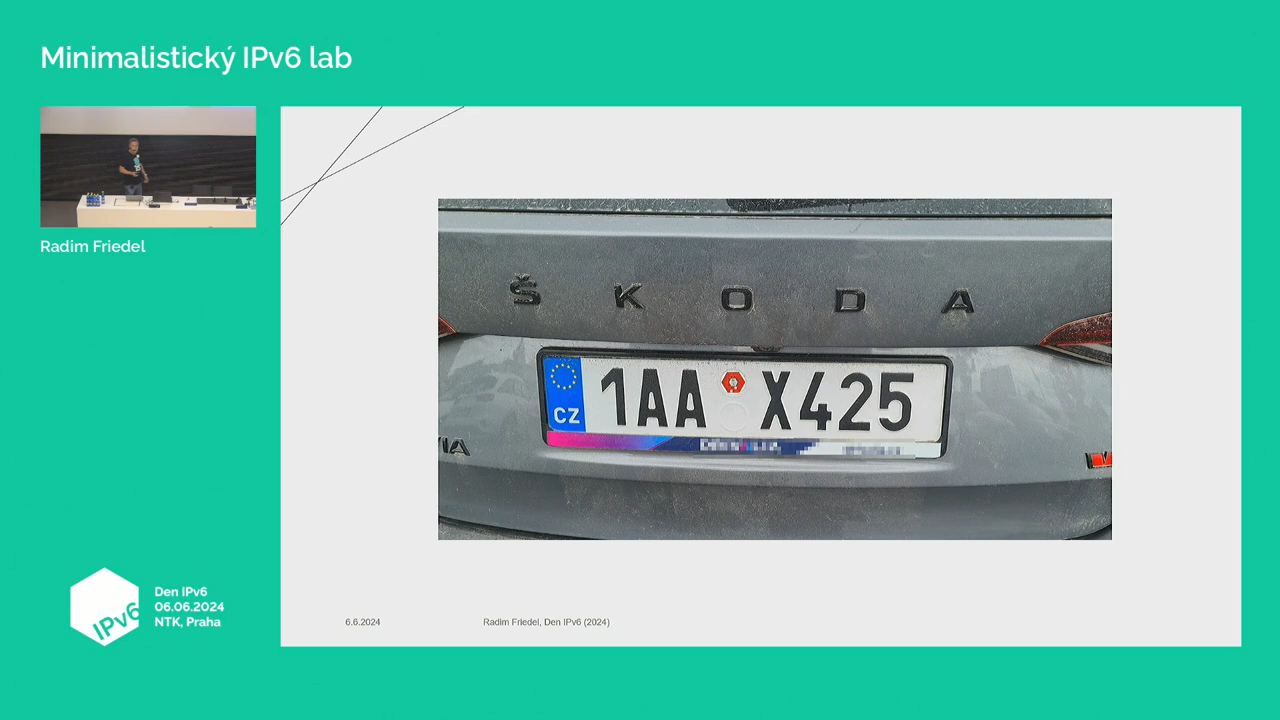 Minimalistický IPv6 lab
Radim Friedel
ŠKODA
CZ
1AA X425
IA
IPv6
Den IPv6
06.06.2024
NTK, Praha
6.6.2024
Radim Friedel, Den IPv6 (2024)